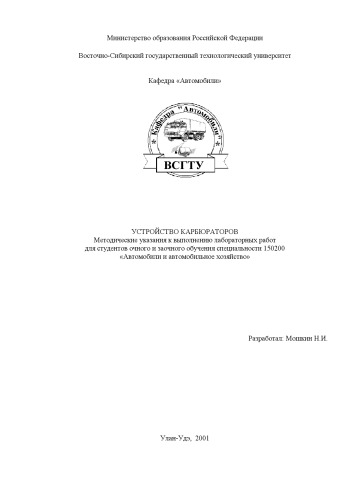 Министерство образования Российской Федерации
Восточно-Сибирский государственный технологический университет
Кафедра «Автомобили»
Кафедра "Автомобили"
ВСГТУ
УСТРОЙСТВО КАРБЮРАТОРОВ
Методические указания к выполнению лабораторных работ
для студентов очного и заочного обучения специальности 150200
«Автомобили и автомобильное хозяйство»
Разработал: Мошкин Н.И.
Улан-Удэ, 2001